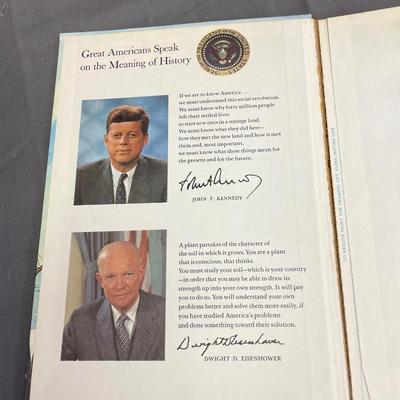 Great Americans Speak
on the Meaning of History
If we are to know America . . .
we must understand this social revolution.
We must know why forty million people
left their settled lives
to start new ones in a strange land.
We must know what they did here—
how they met the new land and how it met
them and, most important,
we must know what these things mean for
the present and for the future.
JOHN F. KENNEDY
A plant partakes of the character of
the soil in which it grows. You are a plant
that is conscious, that thinks.
You must study your soil—which is your country
—in order that you may be able to draw its
strength up into your own strength. It will pay
you to do so. You will understand your own
problems better and solve them more easily, if
you have studied America's problems
and done something toward their solution.
Dwight D Eisenhower
DWIGHT D. EISENHOWER